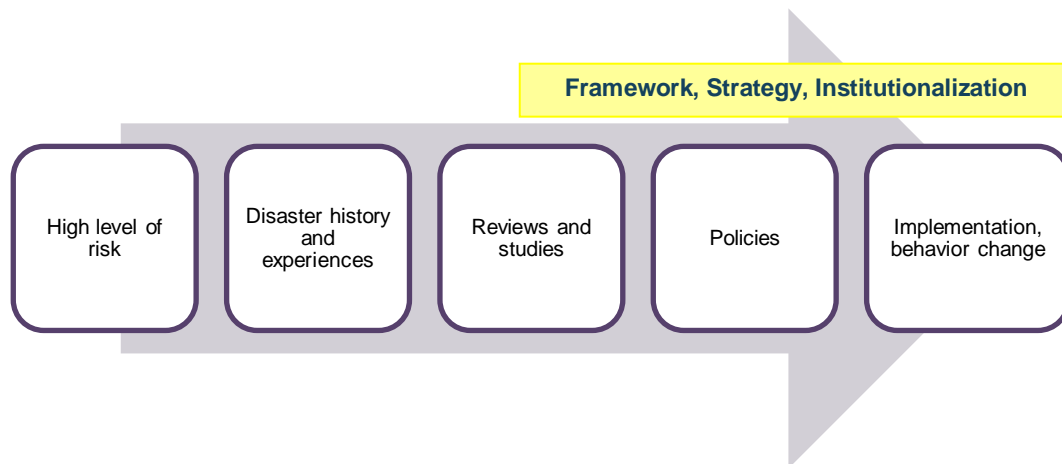 Framework, Strategy, Institutionalization
High level of
risk
Disaster history
and
experiences
Reviews and
studies
Policies
Implementation,
behavior change